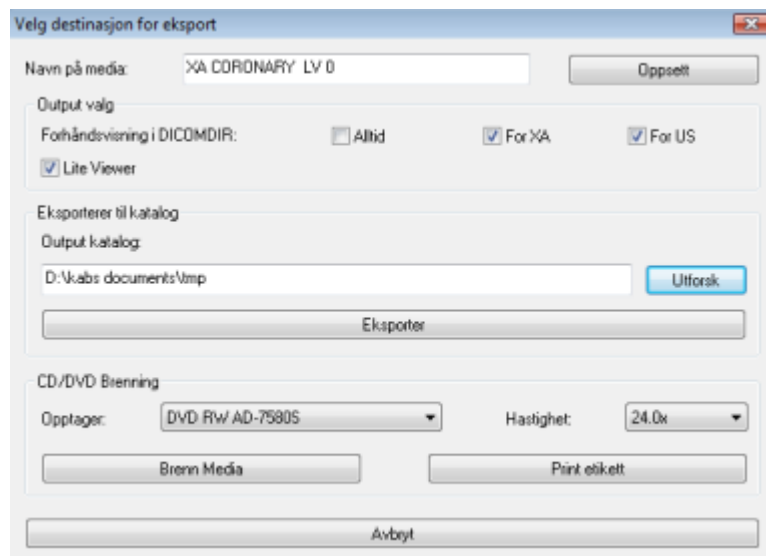 Velg destinasjon for eksport
Navn på media: XA CORONARY LV 0 Oppsett
Output valg
Forhåndsvisning i DICOMDIR: Alltid For XA For US
Lite Viewer
Eksporterer til katalog
Output katalog:
D:\kabs documents\tmp Utforsk
Eksporter
CD/DVD Brenning
Opptager: DVD RW AD-7580S Hastighet: 24.0x
Brenn Media Print etikett
Avbryt